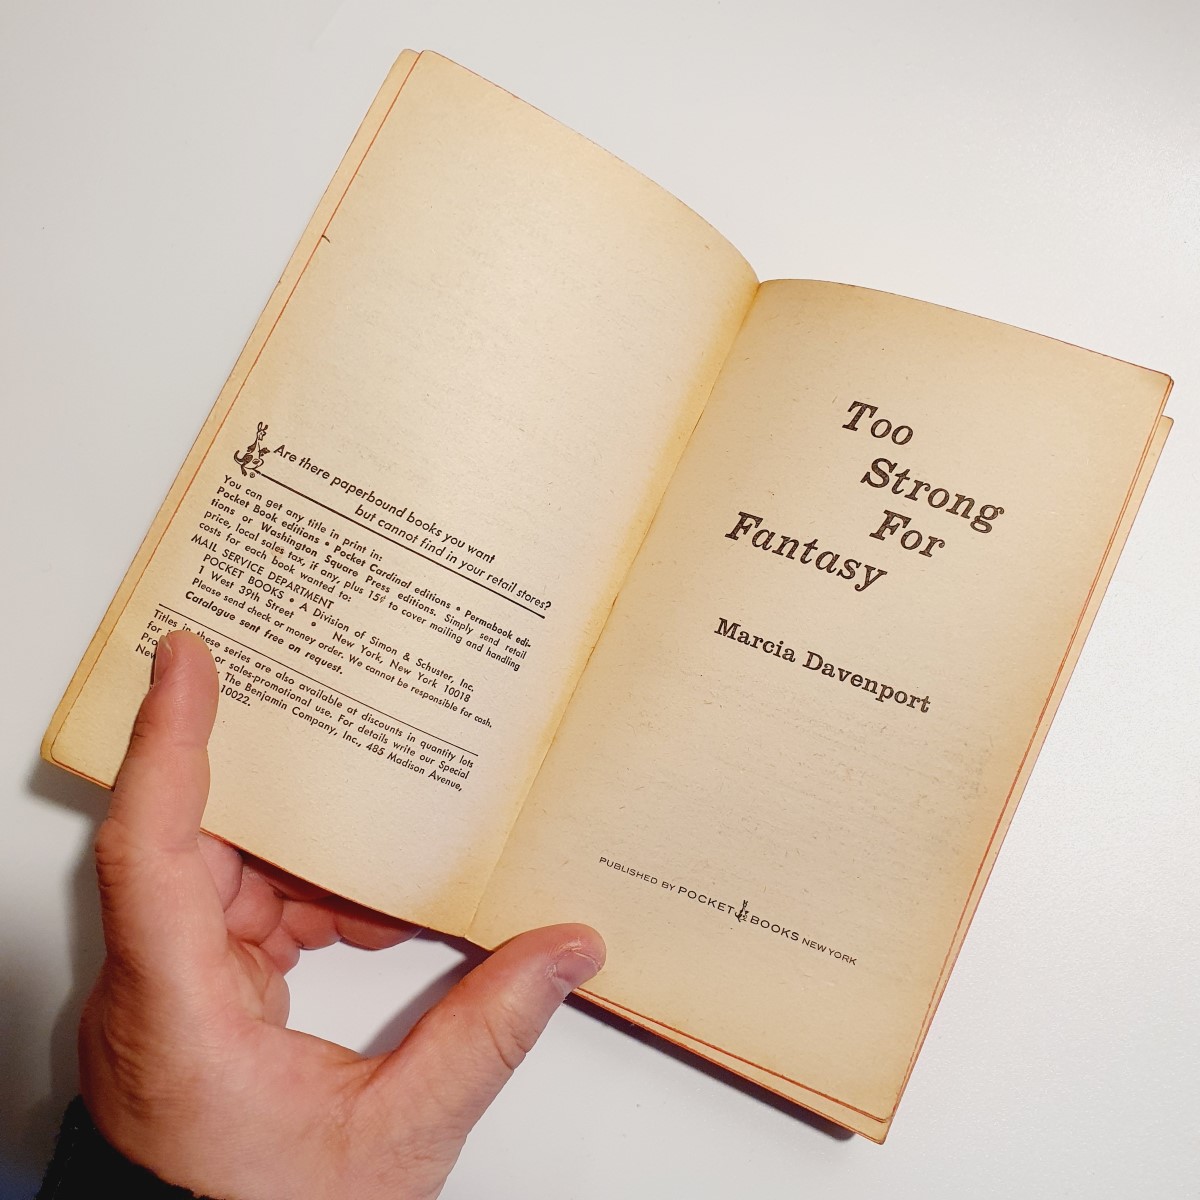 Are there paperbound books you want
but cannot find in your retail stores?
You can get any title in print in:
Pocket Book editions • Pocket Cardinal editions • Permabook edi-
tions or Washington Square Press editions. Simply send retail
price, local sales tax, if any, plus 15¢ to cover mailing and handling
costs for each book wanted to:
MAIL SERVICE DEPARTMENT
POCKET BOOKS • A Division of Simon & Schuster, Inc.
1 West 39th Street • New York, New York 10018
Please send check or money order. We cannot be responsible for cash.
Catalogue sent free on request.
Titles in these series are also available at discounts in quantity lots
for or sales-promotional use. For details write our Special
The Benjamin Company, Inc., 485 Madison Avenue,
10022.
Too
Strong
For
Fantasy
Marcia Davenport
PUBLISHED BY POCKET BOOKS NEW YORK